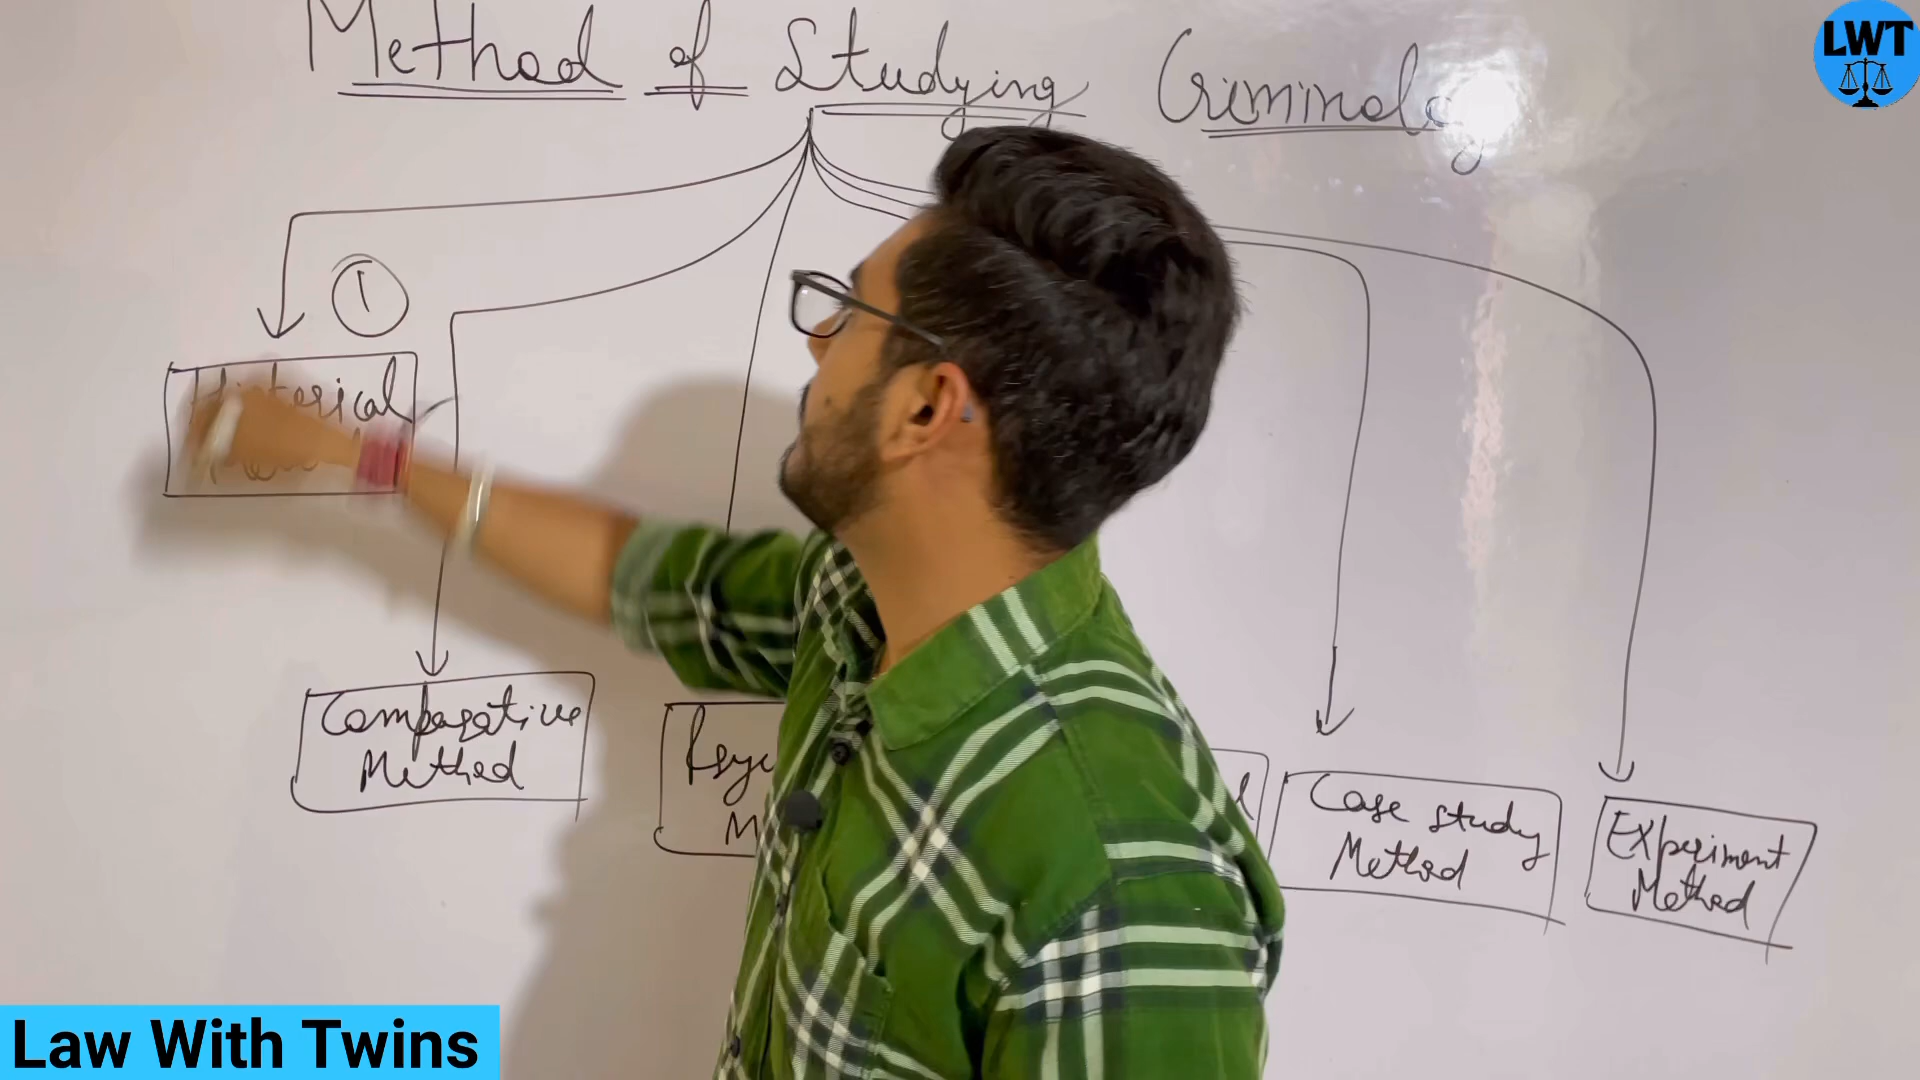 Method of Studying Criminology
LWT
1
Historical
Comparative
Method
Case study
Method
EXperiment
Method
Law With Twins